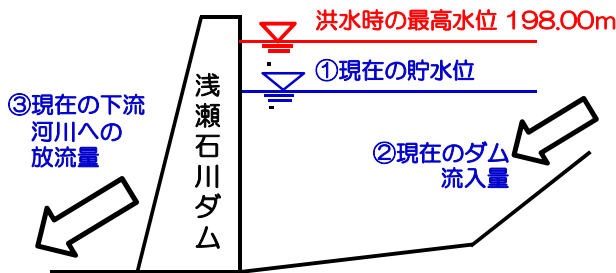 洪水時の最高水位 198.00m
①現在の貯水位
③現在の下流
河川への
放流量
浅瀬石川ダム
②現在のダム
流入量